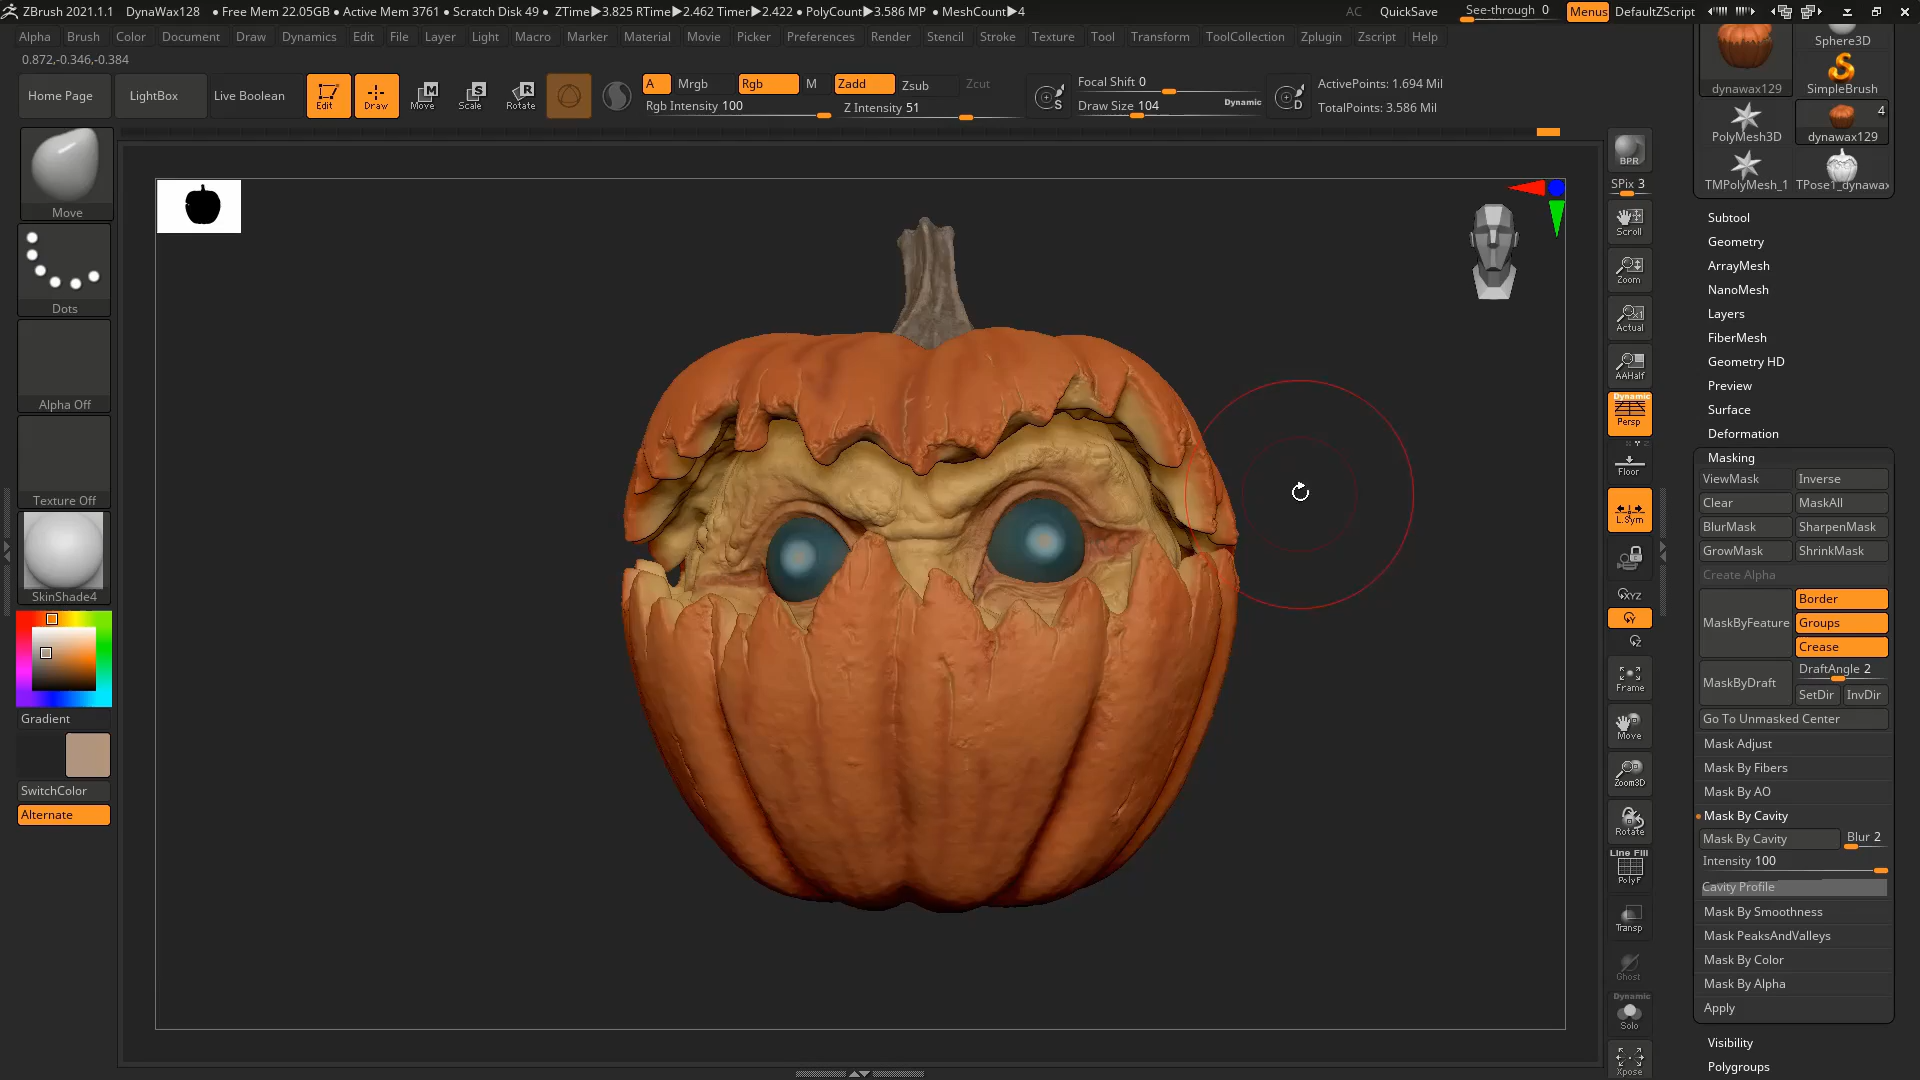 ZBrush 2021.1.1 DynaWax128 • Free Mem 22.05GB • Active Mem 3761 • Scratch Disk 49 • ZTime▶3.825 RTime▶2.462 Timer▶2.422 • PolyCount▶3.586 MP • MeshCount▶4 AC QuickSave See-through 0 Menus DefaultZScript
Alpha Brush Color Document Draw Dynamics Edit File Layer Light Macro Marker Material Movie Picker Preferences Render Stencil Stroke Texture Tool Transform ToolCollection Zplugin Zscript Help
0.872,-0.346,-0.384
Home Page LightBox Live Boolean Edit Draw Move Scale Rotate
A Mrgb Rgb M Zadd Zsub Zcut
Rgb Intensity 100 Z Intensity 51
S Focal Shift 0
Draw Size 104 Dynamic D
ActivePoints: 1.694 Mil
TotalPoints: 3.586 Mil
Move
Dots
Alpha Off
Texture Off
SkinShade4
Gradient
SwitchColor
Alternate
BPR
SPix 3
Scroll
Zoom
Actual
AAHalf
Dynamic
Persp
Floor
L.Sym
XYZ
Y
Z
Frame
Move
Zoom3D
Rotate
Line Fill
PolyF
Transp
Ghost
Dynamic
Solo
Xpose
Sphere3D
dynawax129 SimpleBrush
4
PolyMesh3D dynawax129
TMPolyMesh_1 TPose1_dynawax
Subtool
Geometry
ArrayMesh
NanoMesh
Layers
FiberMesh
Geometry HD
Preview
Surface
Deformation
Masking
ViewMask Inverse
Clear MaskAll
BlurMask SharpenMask
GrowMask ShrinkMask
Create Alpha
MaskByFeature Border
Groups
Crease
MaskByDraft DraftAngle 2
SetDir InvDir
Go To Unmasked Center
Mask Adjust
Mask By Fibers
Mask By AO
Mask By Cavity
Mask By Cavity Blur 2
Intensity 100
Cavity Profile
Mask By Smoothness
Mask PeaksAndValleys
Mask By Color
Mask By Alpha
Apply
Visibility
Polygroups